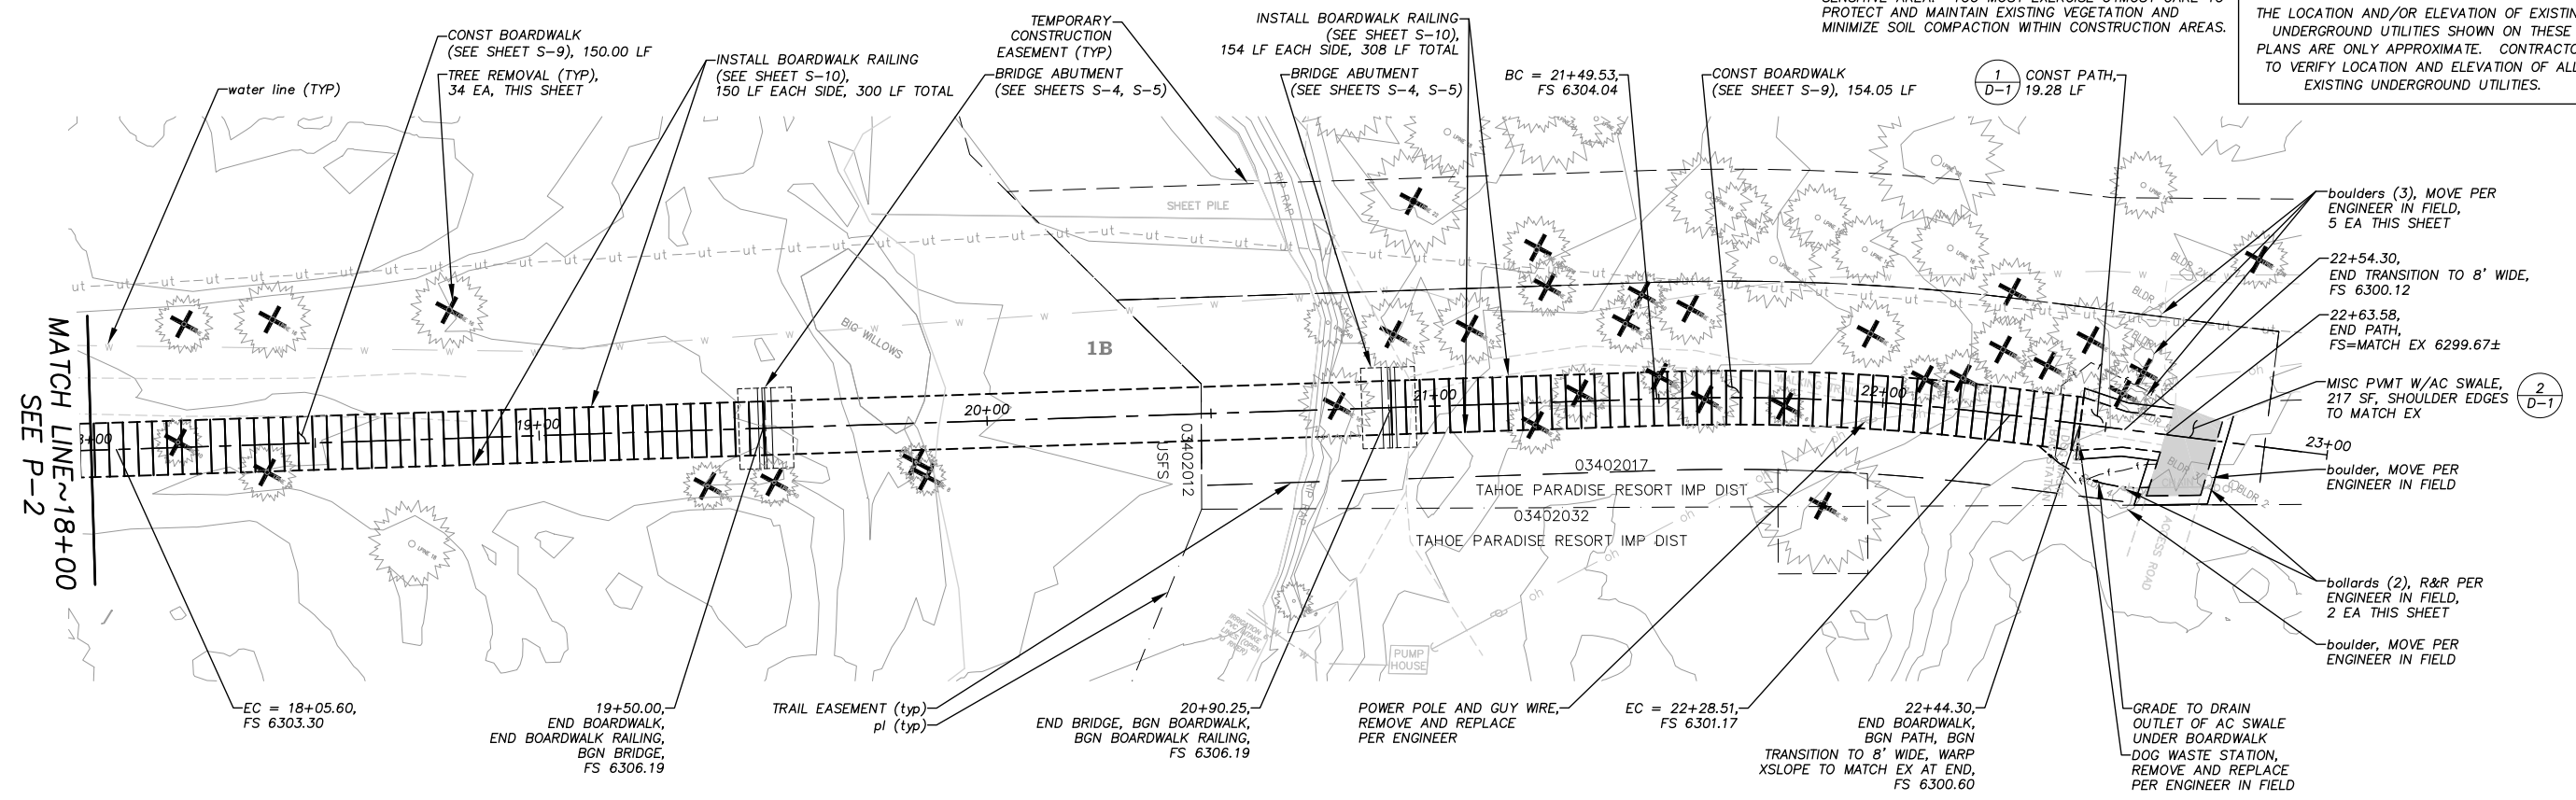 TEMPORARY
CONSTRUCTION
EASEMENT (TYP)
INSTALL BOARDWALK RAILING
(SEE SHEET S-10),
154 LF EACH SIDE, 308 LF TOTAL
PROTECT AND MAINTAIN EXISTING VEGETATION AND
MINIMIZE SOIL COMPACTION WITHIN CONSTRUCTION AREAS.
THE LOCATION AND/OR ELEVATION OF EXISTIN
UNDERGROUND UTILITIES SHOWN ON THESE
PLANS ARE ONLY APPROXIMATE. CONTRACTO
TO VERIFY LOCATION AND ELEVATION OF ALL
EXISTING UNDERGROUND UTILITIES.
CONST BOARDWALK
(SEE SHEET S-9), 150.00 LF
TREE REMOVAL (TYP),
34 EA, THIS SHEET
INSTALL BOARDWALK RAILING
(SEE SHEET S-10),
150 LF EACH SIDE, 300 LF TOTAL
BRIDGE ABUTMENT
(SEE SHEETS S-4, S-5)
BRIDGE ABUTMENT
(SEE SHEETS S-4, S-5)
BC = 21+49.53,
FS 6304.04
CONST BOARDWALK
(SEE SHEET S-9), 154.05 LF
1
D-1
CONST PATH,
19.28 LF
water line (TYP)
boulders (3), MOVE PER
ENGINEER IN FIELD,
5 EA THIS SHEET
22+54.30,
END TRANSITION TO 8' WIDE,
FS 6300.12
22+63.58,
END PATH,
FS=MATCH EX 6299.67±
MISC PVMT W/AC SWALE,
217 SF, SHOULDER EDGES
TO MATCH EX
2
D-1
boulder, MOVE PER
ENGINEER IN FIELD
bollards (2), R&R PER
ENGINEER IN FIELD,
2 EA THIS SHEET
boulder, MOVE PER
ENGINEER IN FIELD
SHEET PILE
RIP RAP
BIG WILLOWS
1B
MATCH LINE~18+00
SEE P-2
19+00
20+00
21+00
22+00
23+00
USFS
03402012
03402017
TAHOE PARADISE RESORT IMP DIST
03402032
TAHOE PARADISE RESORT IMP DIST
RIP RAP
BLDR 2
ACCESS ROAD
PUMP
HOUSE
EC = 18+05.60,
FS 6303.30
19+50.00,
END BOARDWALK,
END BOARDWALK RAILING,
BGN BRIDGE,
FS 6306.19
TRAIL EASEMENT (typ)
pl (typ)
20+90.25,
END BRIDGE, BGN BOARDWALK,
BGN BOARDWALK RAILING,
FS 6306.19
POWER POLE AND GUY WIRE,
REMOVE AND REPLACE
PER ENGINEER
EC = 22+28.51,
FS 6301.17
22+44.30,
END BOARDWALK,
BGN PATH, BGN
TRANSITION TO 8' WIDE, WARP
XSLOPE TO MATCH EX AT END,
FS 6300.60
GRADE TO DRAIN
OUTLET OF AC SWALE
UNDER BOARDWALK
DOG WASTE STATION,
REMOVE AND REPLACE
PER ENGINEER IN FIELD